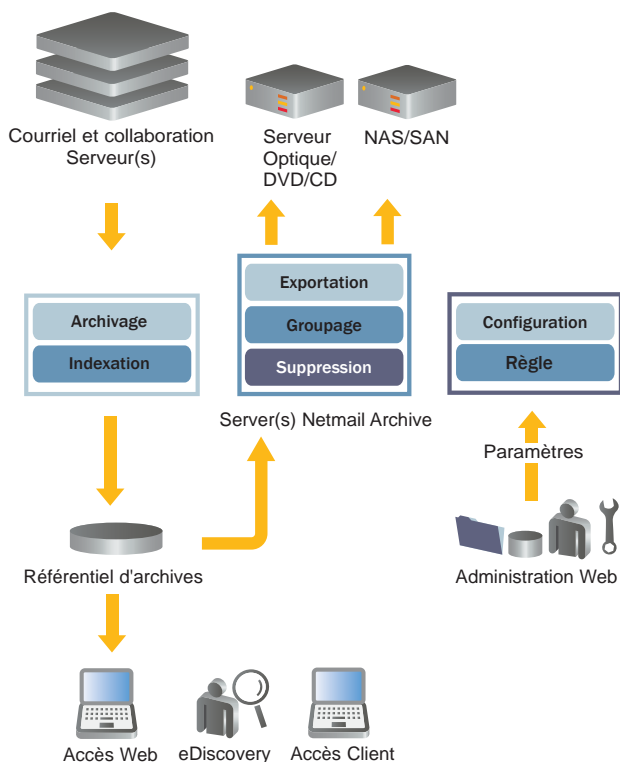 Courriel et collaboration
Serveur(s)
Serveur
Optique/
DVD/CD
NAS/SAN
Archivage
Indexation
Exportation
Groupage
Suppression
Configuration
Règle
Server(s) Netmail Archive
Paramètres
Référentiel d'archives
Administration Web
Accès Web
eDiscovery
Accès Client